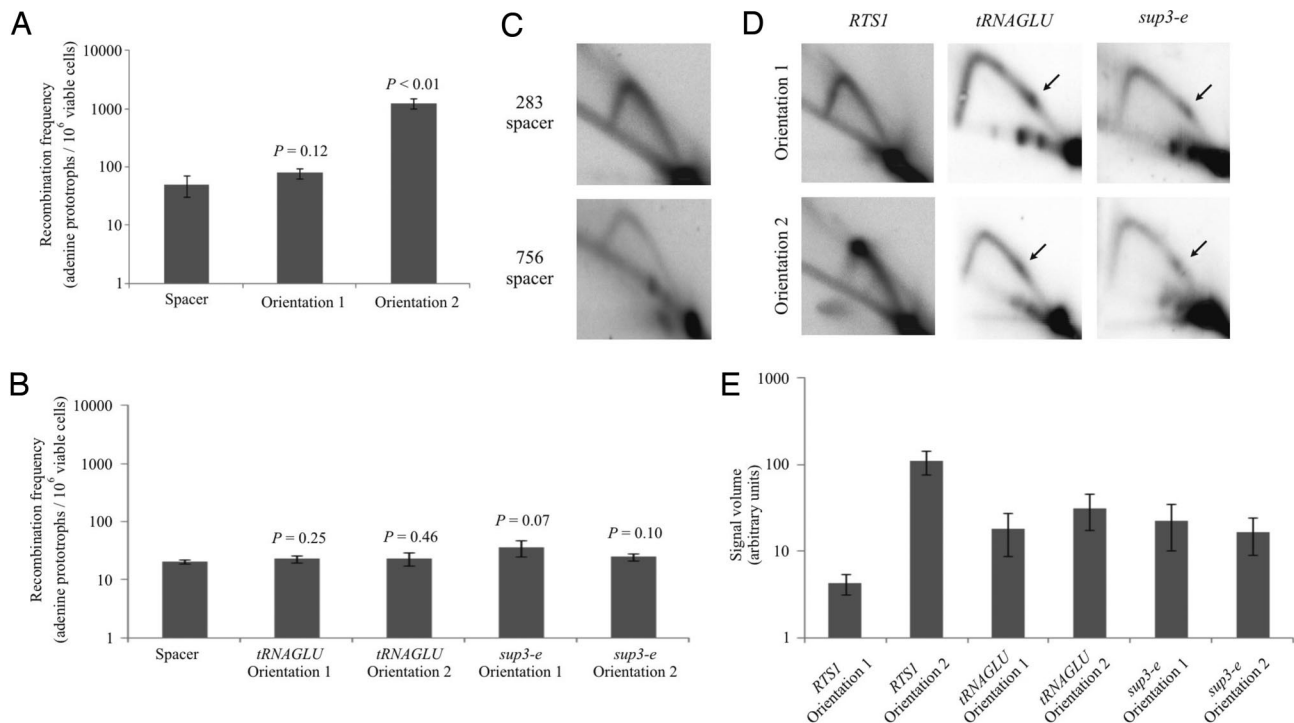 A
Recombination frequency
(adenine prototrophs / 10⁶ viable cells)
10000
1000
100
10
1
P = 0.12
P < 0.01
Spacer
Orientation 1
Orientation 2
B
Recombination frequency
(adenine prototrophs / 10⁶ viable cells)
10000
1000
100
10
1
P = 0.25
P = 0.46
P = 0.07
P = 0.10
Spacer
tRNAGLU
Orientation 1
tRNAGLU
Orientation 2
sup3-e
Orientation 1
sup3-e
Orientation 2
C
283
spacer
756
spacer
D
RTS1
tRNAGLU
sup3-e
Orientation 1
Orientation 2
E
Signal volume
(arbitrary units)
1000
100
10
1
RTS1
Orientation 1
RTS1
Orientation 2
tRNAGLU
Orientation 1
tRNAGLU
Orientation 2
sup3-e
Orientation 1
sup3-e
Orientation 2